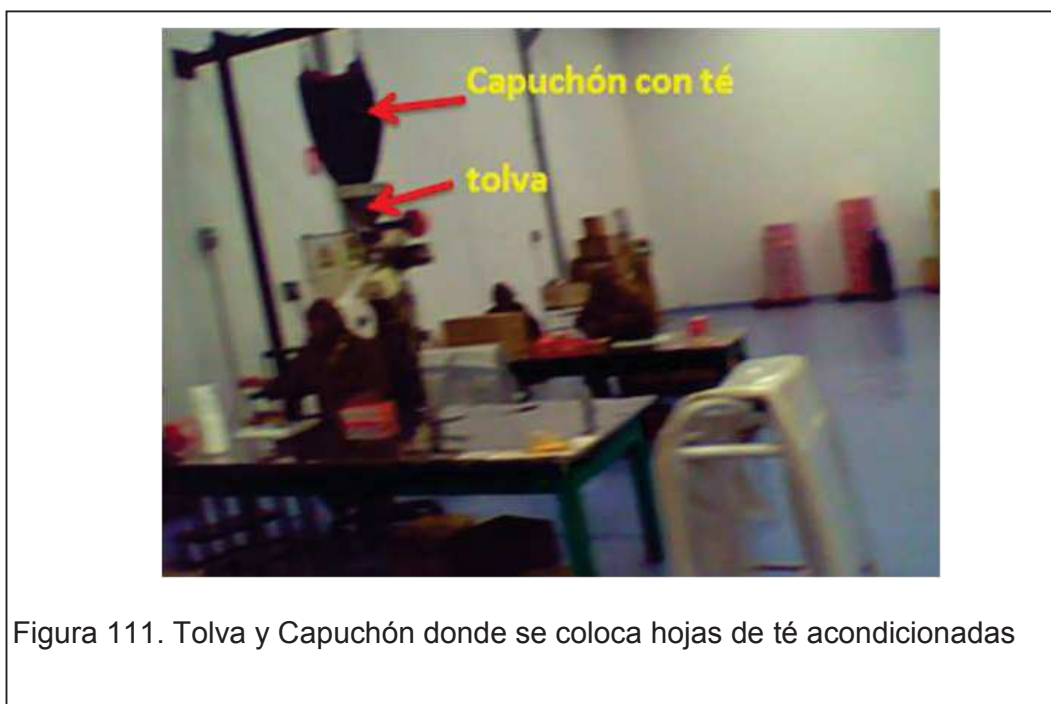 Capuchón con té
tolva
Figura 111. Tolva y Capuchón donde se coloca hojas de té acondicionadas